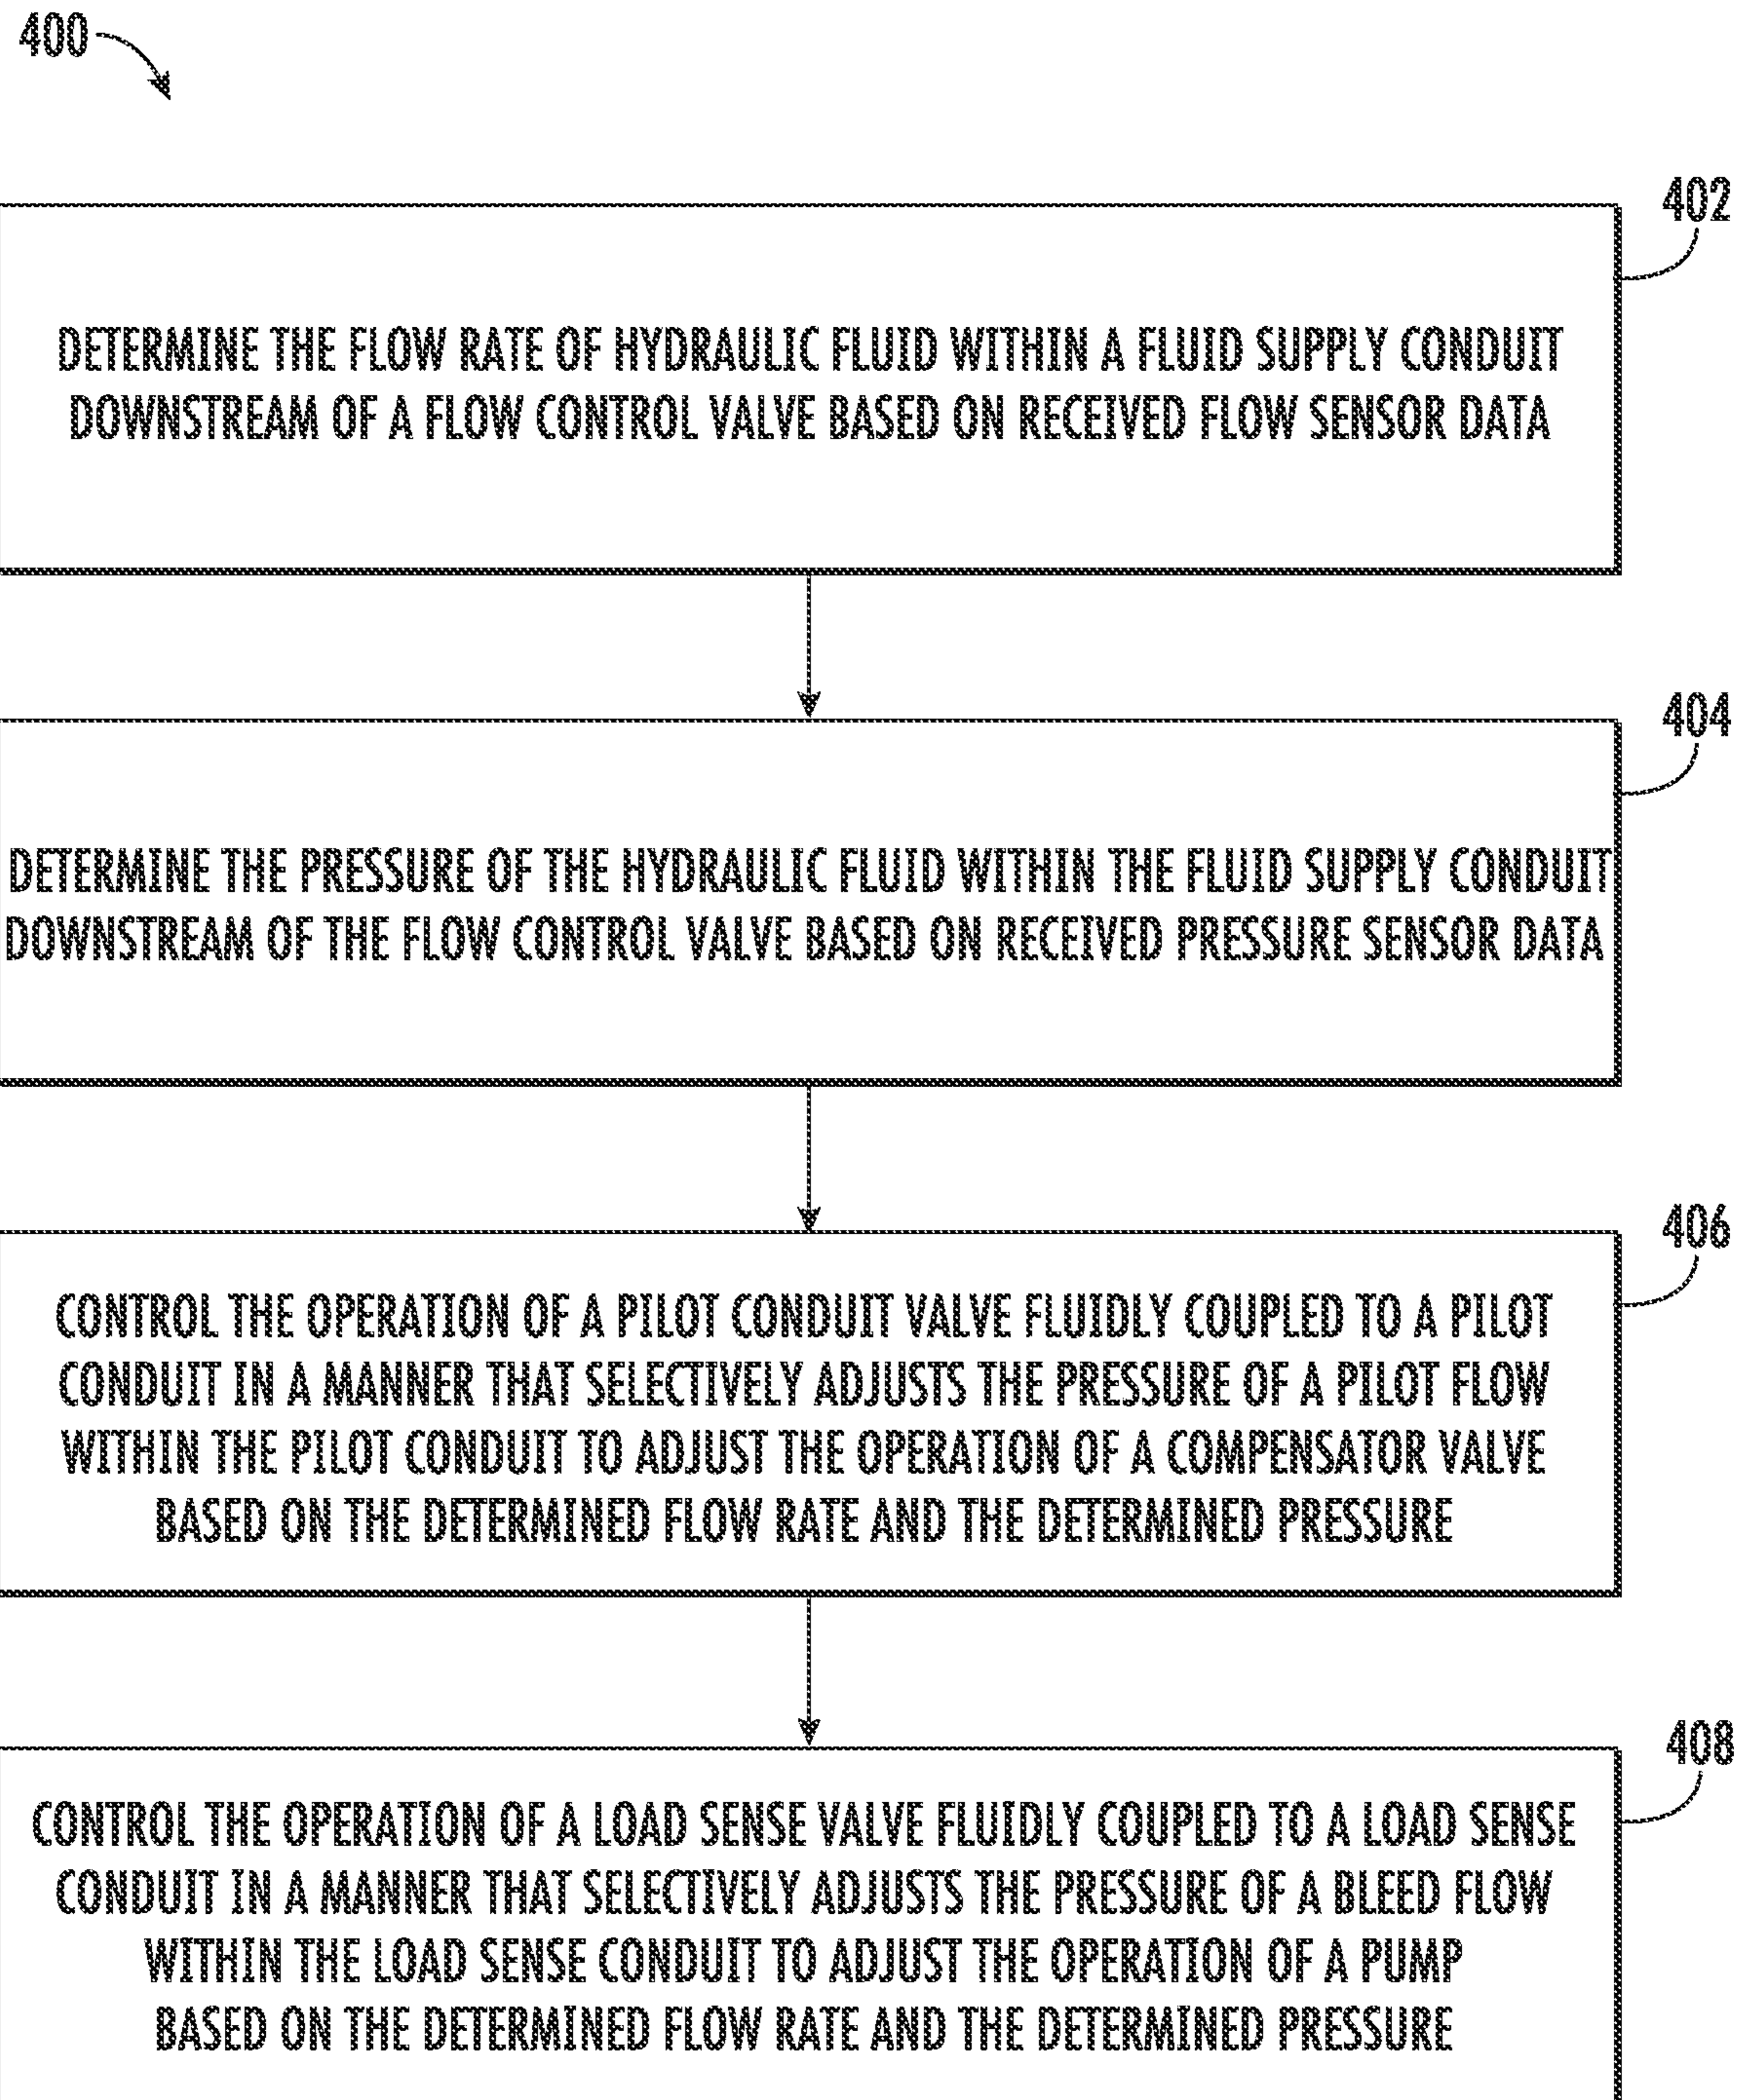 400
402
DETERMINE THE FLOW RATE OF HYDRAULIC FLUID WITHIN A FLUID SUPPLY CONDUIT
DOWNSTREAM OF A FLOW CONTROL VALVE BASED ON RECEIVED FLOW SENSOR DATA
404
DETERMINE THE PRESSURE OF THE HYDRAULIC FLUID WITHIN THE FLUID SUPPLY CONDUIT
DOWNSTREAM OF THE FLOW CONTROL VALVE BASED ON RECEIVED PRESSURE SENSOR DATA
406
CONTROL THE OPERATION OF A PILOT CONDUIT VALVE FLUIDLY COUPLED TO A PILOT
CONDUIT IN A MANNER THAT SELECTIVELY ADJUSTS THE PRESSURE OF A PILOT FLOW
WITHIN THE PILOT CONDUIT TO ADJUST THE OPERATION OF A COMPENSATOR VALVE
BASED ON THE DETERMINED FLOW RATE AND THE DETERMINED PRESSURE
408
CONTROL THE OPERATION OF A LOAD SENSE VALVE FLUIDLY COUPLED TO A LOAD SENSE
CONDUIT IN A MANNER THAT SELECTIVELY ADJUSTS THE PRESSURE OF A BLEED FLOW
WITHIN THE LOAD SENSE CONDUIT TO ADJUST THE OPERATION OF A PUMP
BASED ON THE DETERMINED FLOW RATE AND THE DETERMINED PRESSURE